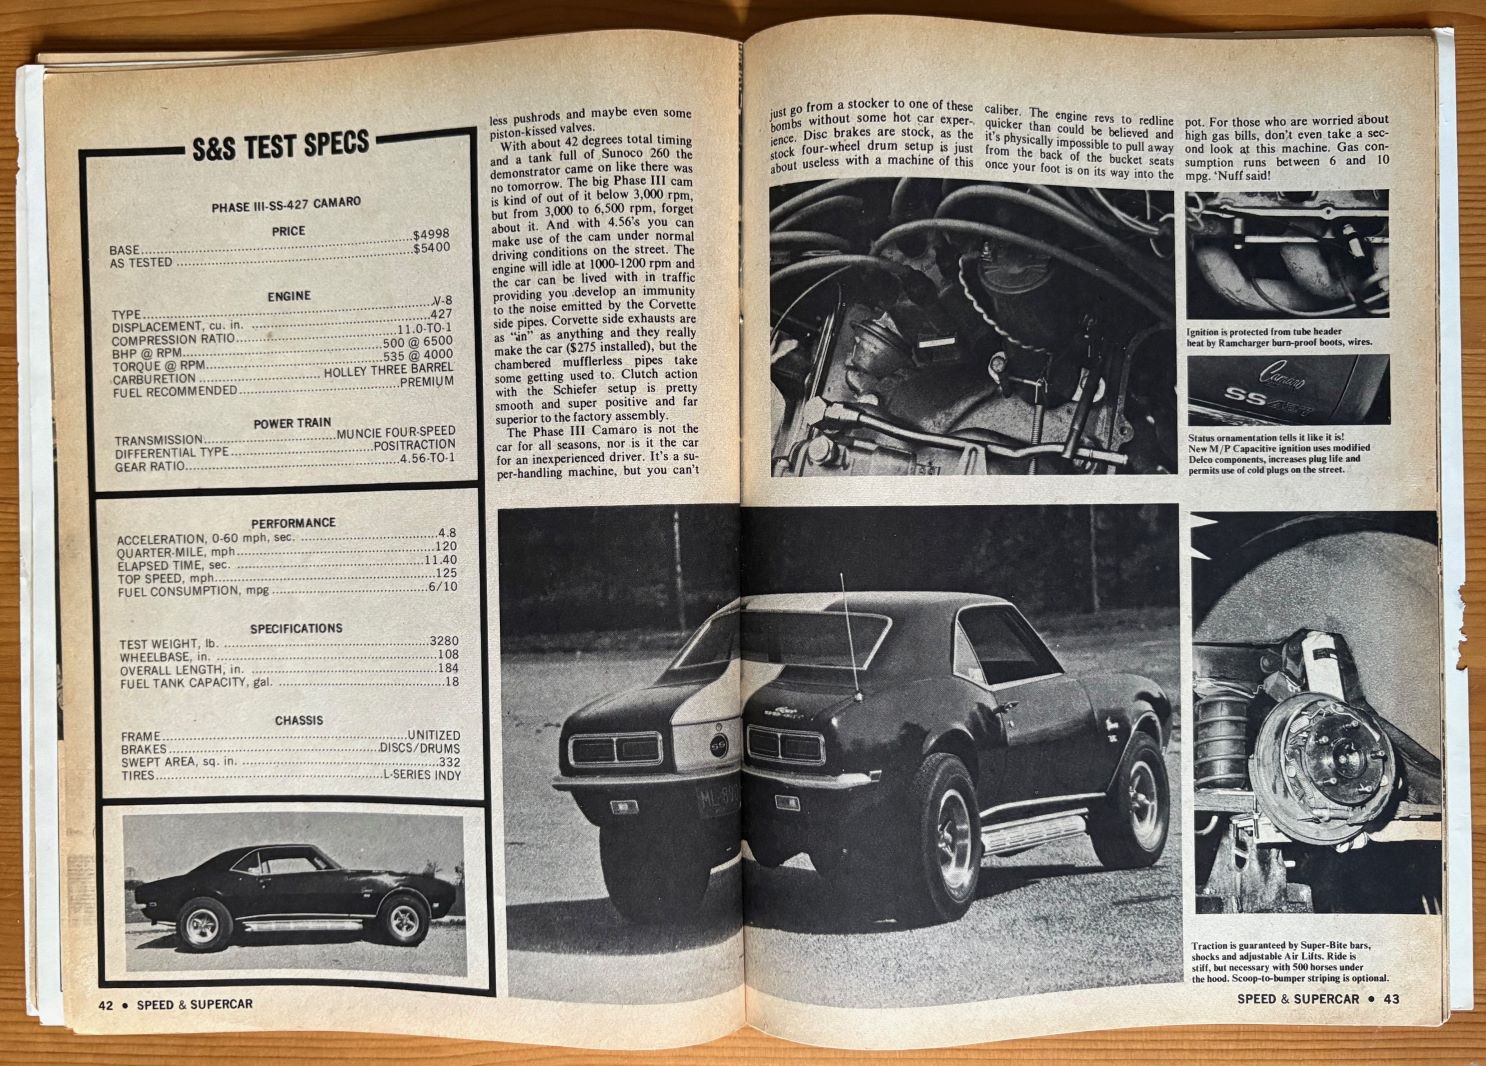 S&S TEST SPECS
PHASE III-SS-427 CAMARO
PRICE
BASE $4998
AS TESTED $5400
ENGINE
TYPE V-8
DISPLACEMENT, cu. in. 427
COMPRESSION RATIO 11.0-TO-1
BHP @ RPM 500 @ 6500
TORQUE @ RPM 535 @ 4000
CARBURETION HOLLEY THREE BARREL
FUEL RECOMMENDED PREMIUM
POWER TRAIN
TRANSMISSION MUNCIE FOUR-SPEED
DIFFERENTIAL TYPE POSITRACTION
GEAR RATIO 4.56-TO-1
PERFORMANCE
ACCELERATION, 0-60 mph, sec. 4.8
QUARTER-MILE, mph 120
ELAPSED TIME, sec. 11.40
TOP SPEED, mph 125
FUEL CONSUMPTION, mpg 6/10
SPECIFICATIONS
TEST WEIGHT, lb. 3280
WHEELBASE, in. 108
OVERALL LENGTH, in. 184
FUEL TANK CAPACITY, gal. 18
CHASSIS
FRAME UNITIZED
BRAKES DISCS/DRUMS
SWEPT AREA, sq. in. 332
TIRES L-SERIES INDY
42 • SPEED & SUPERCAR
less pushrods and maybe even some
piston-kissed valves.
With about 42 degrees total timing
and a tank full of Sunoco 260 the
demonstrator came on like there was
no tomorrow. The big Phase III cam
is kind of out of it below 3,000 rpm,
but from 3,000 to 6,500 rpm, forget
about it. And with 4.56's you can
make use of the cam under normal
driving conditions on the street. The
engine will idle at 1000-1200 rpm and
the car can be lived with in traffic
providing you develop an immunity
to the noise emitted by the Corvette
side pipes. Corvette side exhausts are
as "in" as anything and they really
make the car ($275 installed), but the
chambered mufflerless pipes take
some getting used to. Clutch action
with the Schiefer setup is pretty
smooth and super positive and far
superior to the factory assembly.
The Phase III Camaro is not the
car for all seasons, nor is it the car
for an inexperienced driver. It's a su-
per-handling machine, but you can't
just go from a stocker to one of these
bombs without some hot car exper-
ience. Disc brakes are stock, as the
stock four-wheel drum setup is just
about useless with a machine of this
caliber. The engine revs to redline
quicker than could be believed and
it's physically impossible to pull away
from the back of the bucket seats
once your foot is on its way into the
pot. For those who are worried about
high gas bills, don't even take a sec-
ond look at this machine. Gas con-
sumption runs between 6 and 10
mpg. 'Nuff said!
Ignition is protected from tube header
heat by Ramcharger burn-proof boots, wires.
Camaro
SS 427
Status ornamentation tells it like it is!
New M/P Capacitive ignition uses modified
Delco components, increases plug life and
permits use of cold plugs on the street.
SS
Traction is guaranteed by Super-Bite bars,
shocks and adjustable Air Lifts. Ride is
stiff, but necessary with 500 horses under
the hood. Scoop-to-bumper striping is optional.
SPEED & SUPERCAR • 43